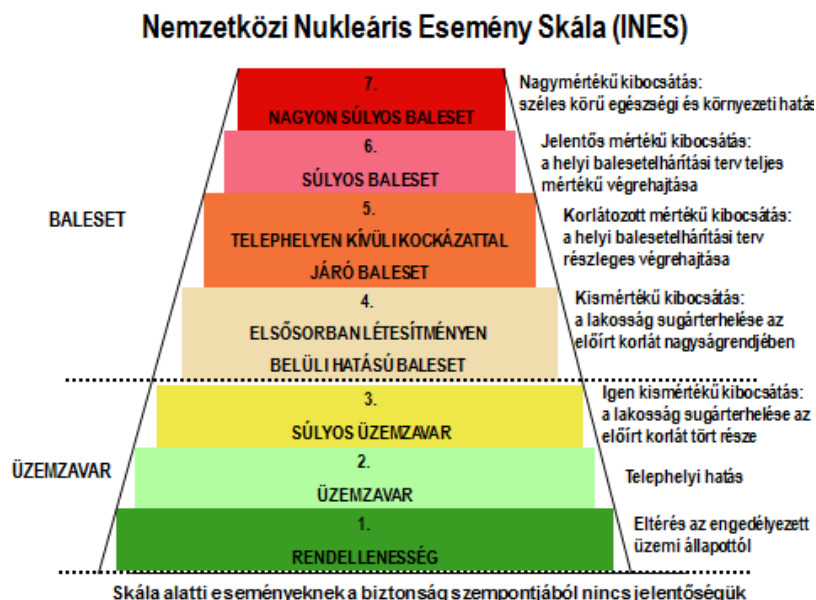 Nemzetközi Nukleáris Esemény Skála (INES)
7.
NAGYON SÚLYOS BALESET
Nagymértékű kibocsátás:
széles körű egészségi és környezeti hatás
6.
SÚLYOS BALESET
Jelentős mértékű kibocsátás:
a helyi balesetelhárítási terv teljes
mértékű végrehajtása
BALESET
5.
TELEPHELYEN KÍVÜLI KOCKÁZATTAL
JÁRÓ BALESET
Korlátozott mértékű kibocsátás:
a helyi balesetelhárítási terv
részleges végrehajtása
4.
ELSŐSORBAN LÉTESÍTMÉNYEN
BELÜLI HATÁSÚ BALESET
Kismértékű kibocsátás:
a lakosság sugárterhelése az
előírt korlát nagyságrendjében
3.
SÚLYOS ÜZEMZAVAR
Igen kismértékű kibocsátás:
a lakosság sugárterhelése az
előírt korlát tört része
ÜZEMZAVAR
2.
ÜZEMZAVAR
Telephelyi hatás
1.
RENDELLENESSÉG
Eltérés az engedélyezett
üzemi állapottól
Skála alatti eseményeknek a biztonság szempontjából nincs jelentőségük